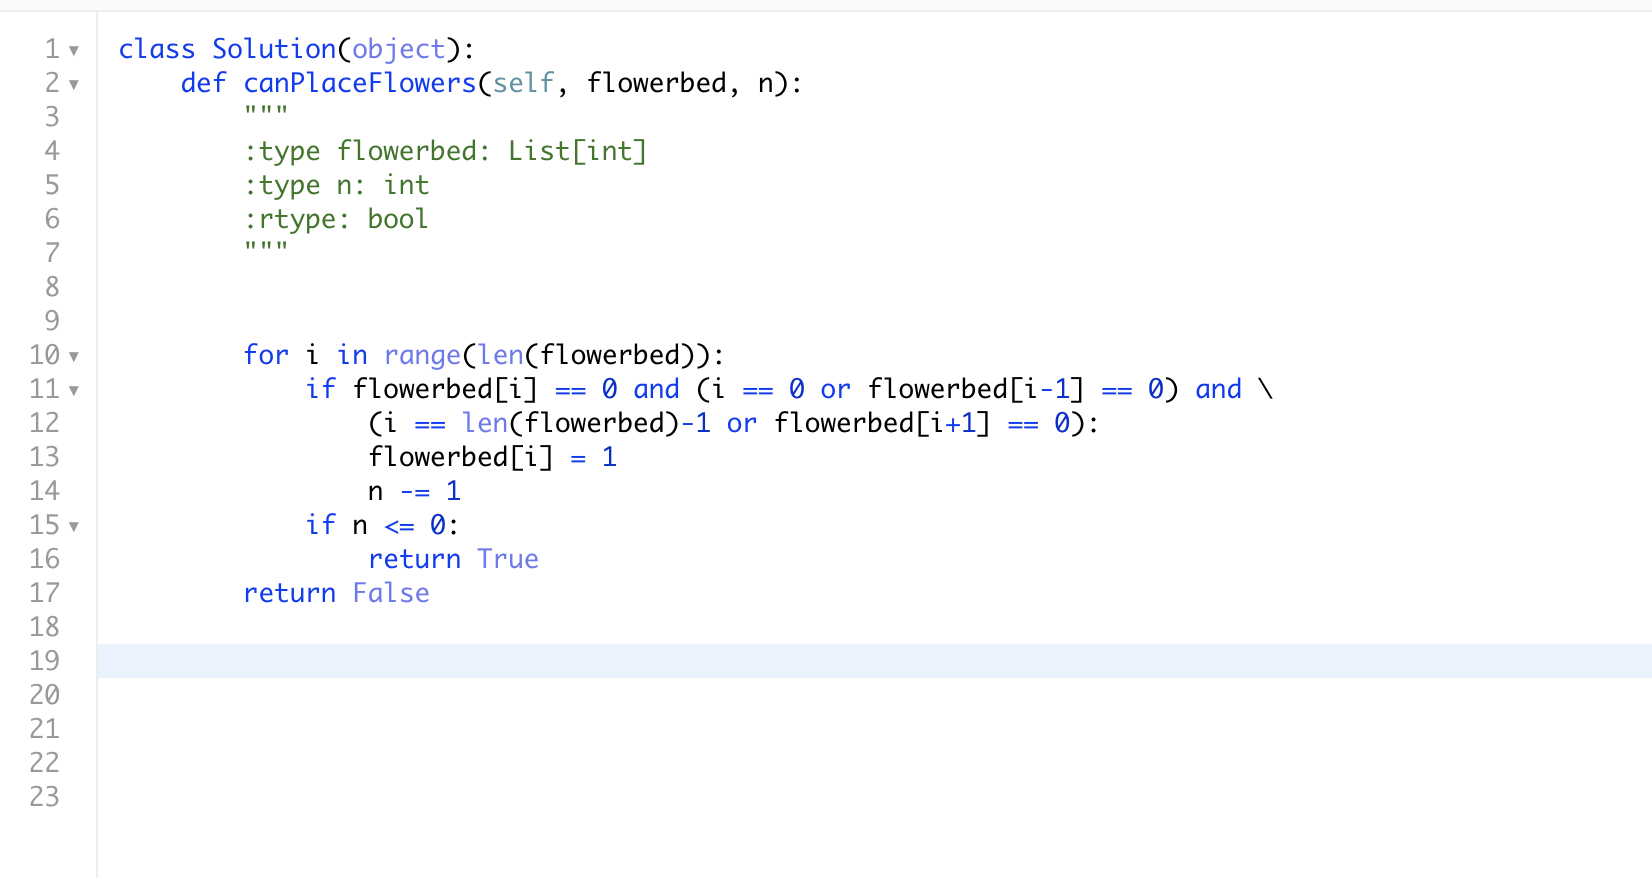 1 class Solution(object):
2     def canPlaceFlowers(self, flowerbed, n):
3         """
4         :type flowerbed: List[int]
5         :type n: int
6         :rtype: bool
7         """
8
9
10         for i in range(len(flowerbed)):
11             if flowerbed[i] == 0 and (i == 0 or flowerbed[i-1] == 0) and \
12                 (i == len(flowerbed)-1 or flowerbed[i+1] == 0):
13                 flowerbed[i] = 1
14                 n -= 1
15             if n <= 0:
16                 return True
17         return False
18
19
20
21
22
23